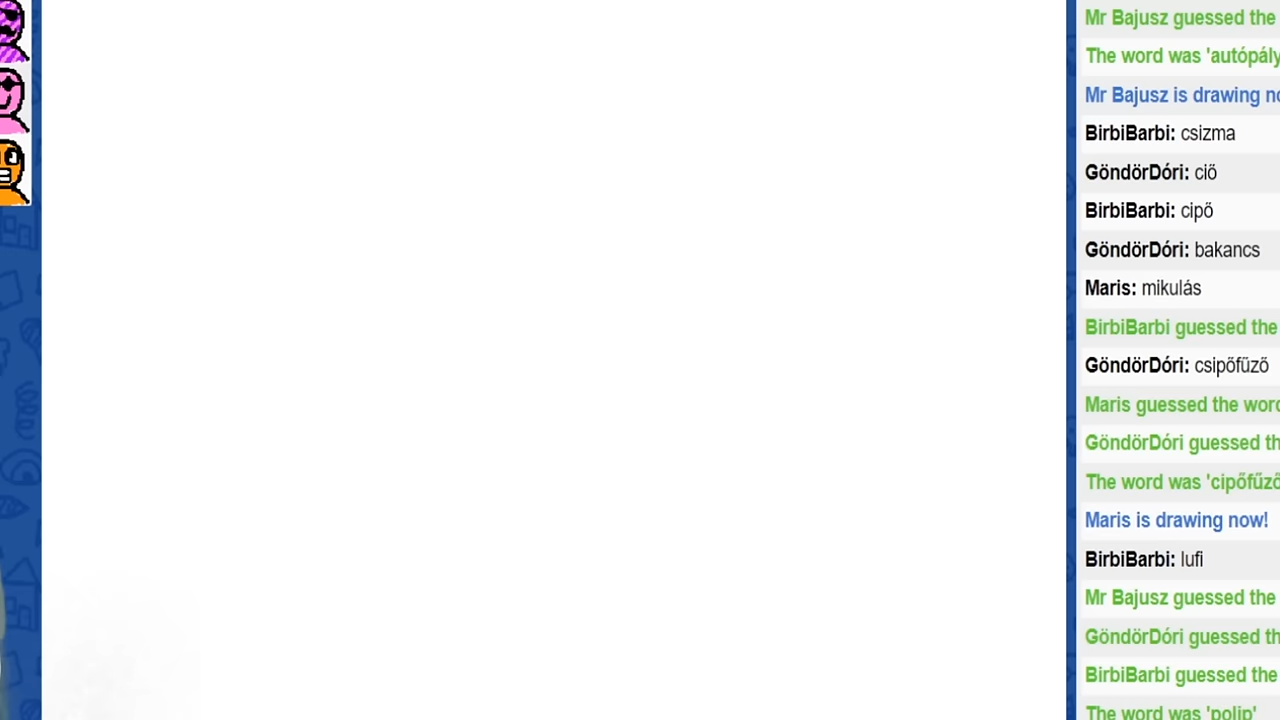 Mr Bajusz guessed the
The word was 'autópály
Mr Bajusz is drawing no
BirbiBarbi: csizma
GöndörDóri: ciő
BirbiBarbi: cipő
GöndörDóri: bakancs
Maris: mikulás
BirbiBarbi guessed the
GöndörDóri: csipőfűző
Maris guessed the word
GöndörDóri guessed th
The word was 'cipőfűző
Maris is drawing now!
BirbiBarbi: lufi
Mr Bajusz guessed the
GöndörDóri guessed th
BirbiBarbi guessed the
The word was 'polip'